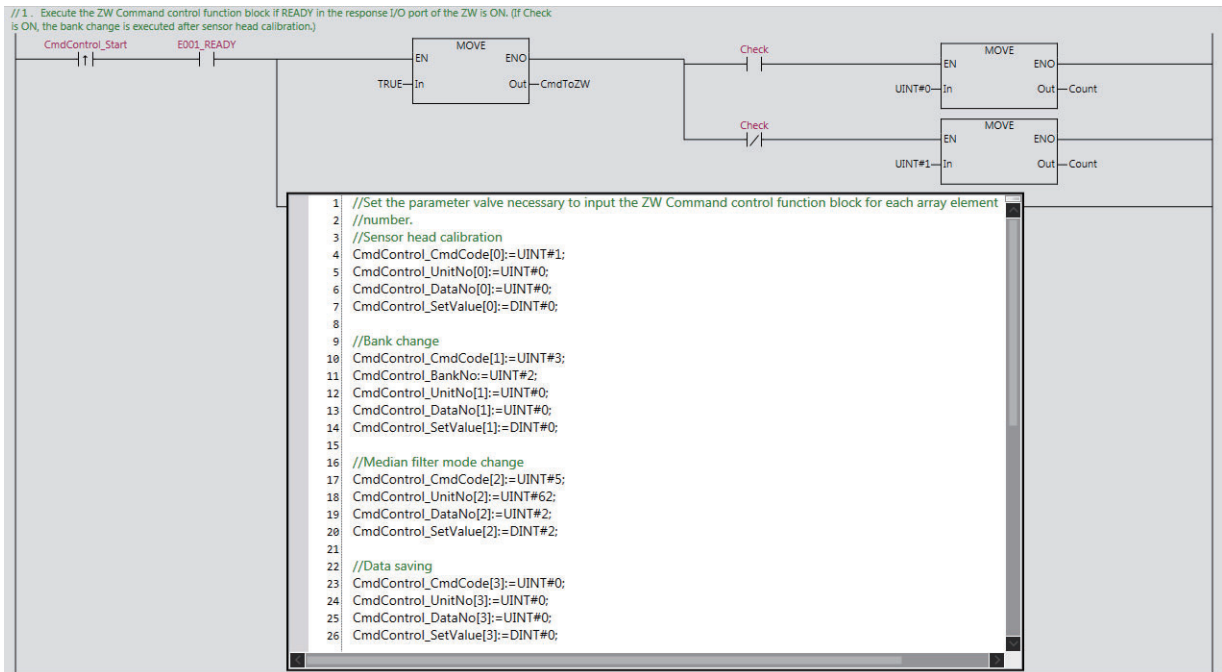 // 1 . Execute the ZW Command control function block if READY in the response I/O port of the ZW is ON. (If Check
is ON, the bank change is executed after sensor head calibration.)
CmdControl_Start E001_READY
MOVE
EN ENO
TRUE In Out CmdToZW
Check
MOVE
EN ENO
UINT#0 In Out Count
Check
MOVE
EN ENO
UINT#1 In Out Count
1 //Set the parameter valve necessary to input the ZW Command control function block for each array element
2 //number.
3 //Sensor head calibration
4 CmdControl_CmdCode[0]:=UINT#1;
5 CmdControl_UnitNo[0]:=UINT#0;
6 CmdControl_DataNo[0]:=UINT#0;
7 CmdControl_SetValue[0]:=DINT#0;
8
9 //Bank change
10 CmdControl_CmdCode[1]:=UINT#3;
11 CmdControl_BankNo:=UINT#2;
12 CmdControl_UnitNo[1]:=UINT#0;
13 CmdControl_DataNo[1]:=UINT#0;
14 CmdControl_SetValue[1]:=DINT#0;
15
16 //Median filter mode change
17 CmdControl_CmdCode[2]:=UINT#5;
18 CmdControl_UnitNo[2]:=UINT#62;
19 CmdControl_DataNo[2]:=UINT#2;
20 CmdControl_SetValue[2]:=DINT#2;
21
22 //Data saving
23 CmdControl_CmdCode[3]:=UINT#0;
24 CmdControl_UnitNo[3]:=UINT#0;
25 CmdControl_DataNo[3]:=UINT#0;
26 CmdControl_SetValue[3]:=DINT#0;